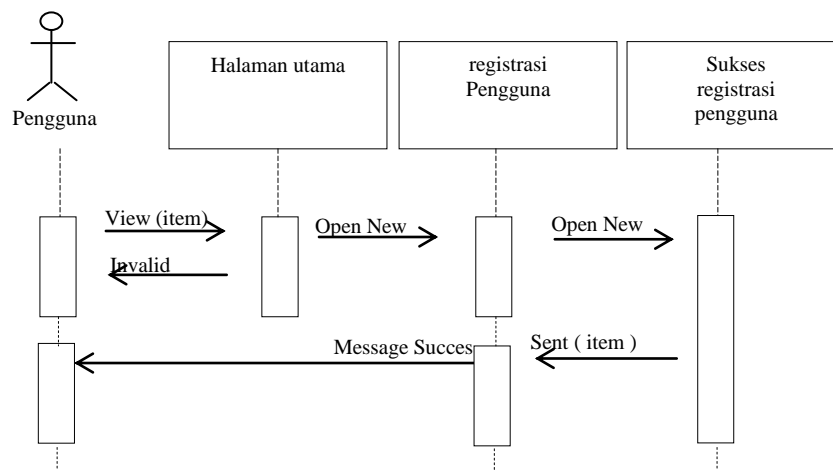 Pengguna
Halaman utama
registrasi
Pengguna
Sukses
registrasi
pengguna
View (item)
Open New
Open New
Invalid
Message Succes
Sent ( item )